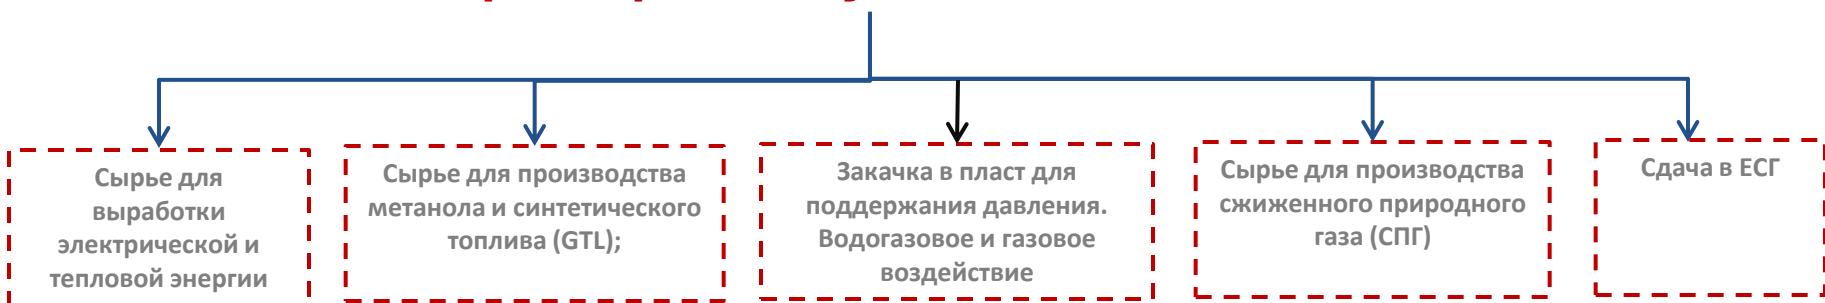 Сырье для
выработки
электрической и
тепловой энергии
Сырье для производства
метанола и синтетического
топлива (GTL);
Закачка в пласт для
поддержания давления.
Водогазовое и газовое
воздействие
Сырье для производства
сжиженного природного
газа (СПГ)
Сдача в ЕСГ